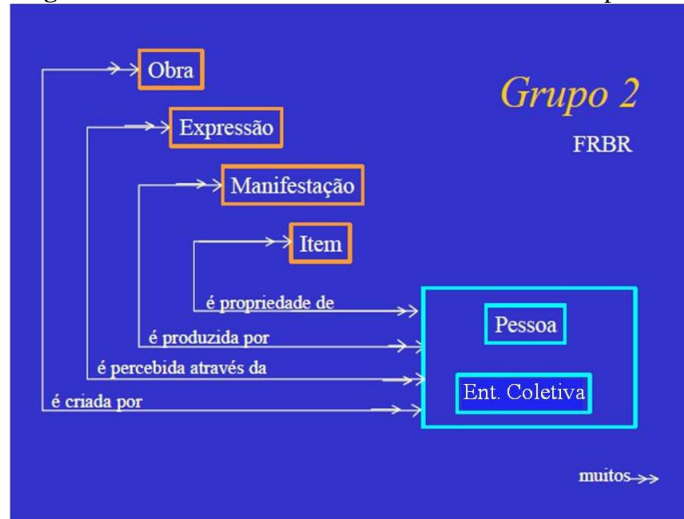 Obra
Grupo 2
Expressão
FRBR
Manifestação
Item
é propriedade de
Pessoa
é produzida por
é percebida através da
Ent. Coletiva
é criada por
muitos